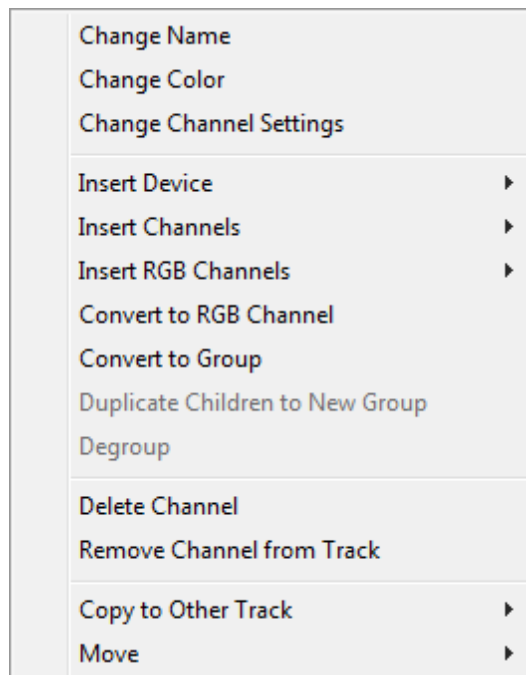 Change Name
Change Color
Change Channel Settings
Insert Device
Insert Channels
Insert RGB Channels
Convert to RGB Channel
Convert to Group
Duplicate Children to New Group
Degroup
Delete Channel
Remove Channel from Track
Copy to Other Track
Move